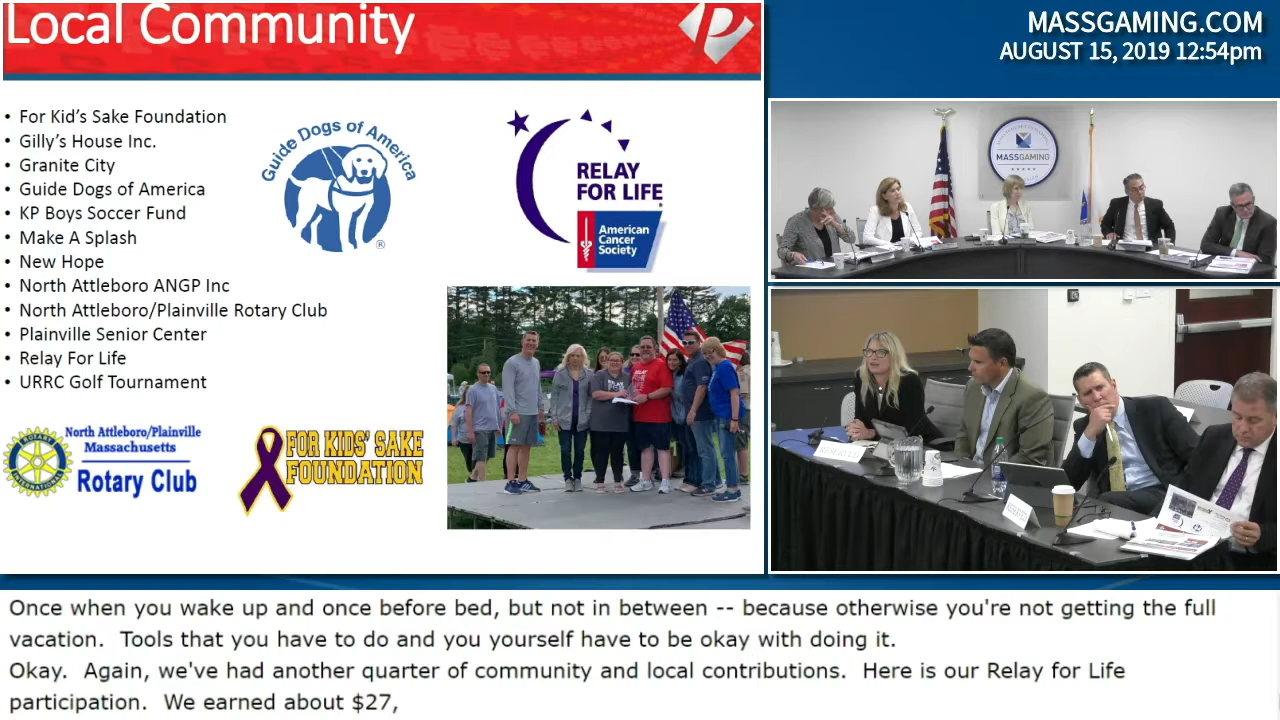 Local Community
MASSGAMING.COM
AUGUST 15, 2019 12:54pm
• For Kid's Sake Foundation
• Gilly's House Inc.
• Granite City
• Guide Dogs of America
• KP Boys Soccer Fund
• Make A Splash
• New Hope
• North Attleboro ANGP Inc
• North Attleboro/Plainville Rotary Club
• Plainville Senior Center
• Relay For Life
• URRC Golf Tournament
Guide Dogs of America
®
RELAY
FOR LIFE
American
Cancer
Society
North Attleboro/Plainville
Massachusetts
Rotary Club
ROTARY
INTERNATIONAL
FOR KIDS' SAKE
FOUNDATION
MASSGAMING
RESERVED
RESERVED
Once when you wake up and once before bed, but not in between -- because otherwise you're not getting the full
vacation. Tools that you have to do and you yourself have to be okay with doing it.
Okay. Again, we've had another quarter of community and local contributions. Here is our Relay for Life
participation. We earned about $27,